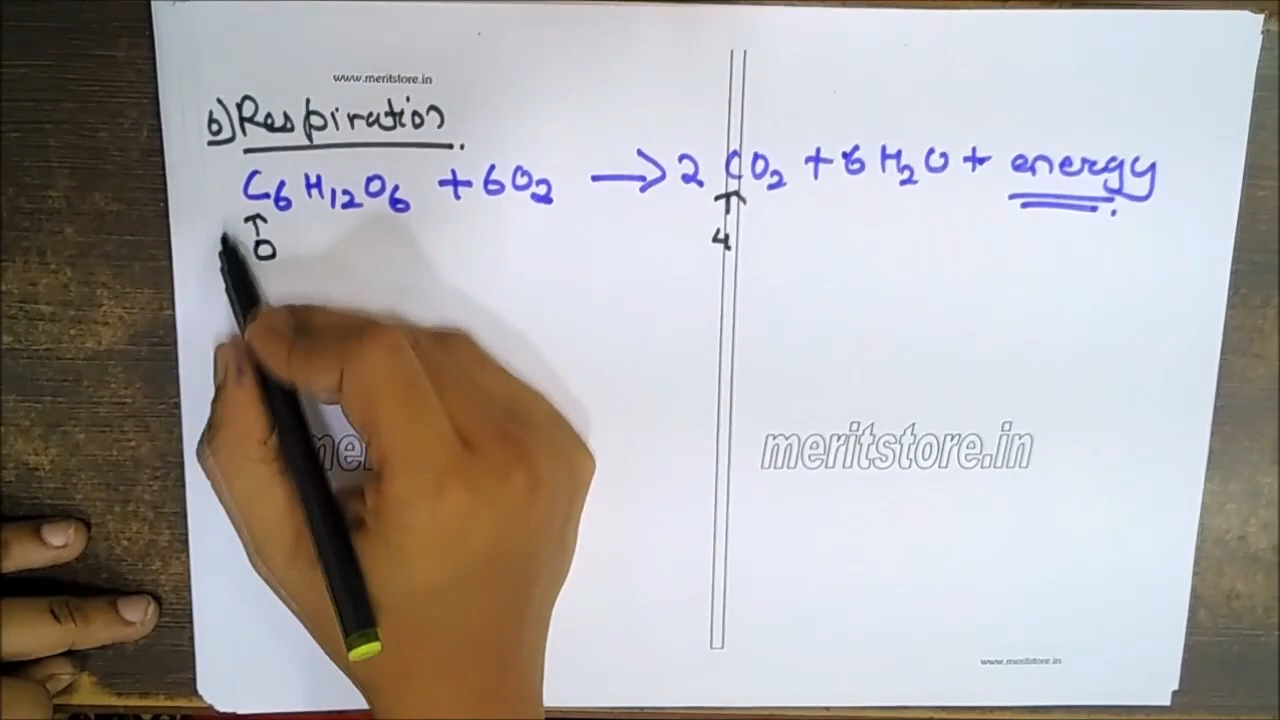 www.meritstore.in
b) Respiration
C6H12O6 + 6O2 → 2CO2 + 6H2O + energy
↑
0
↑
4
meritstore.in
www.meritstore.in